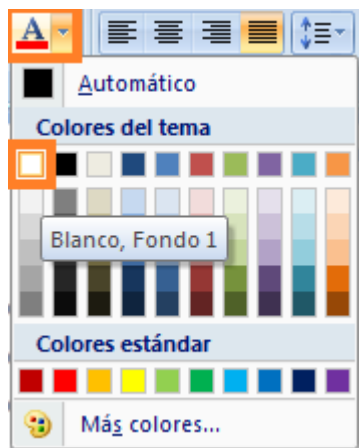 A
Automático
Colores del tema
Blanco, Fondo 1
Colores estándar
Más colores...